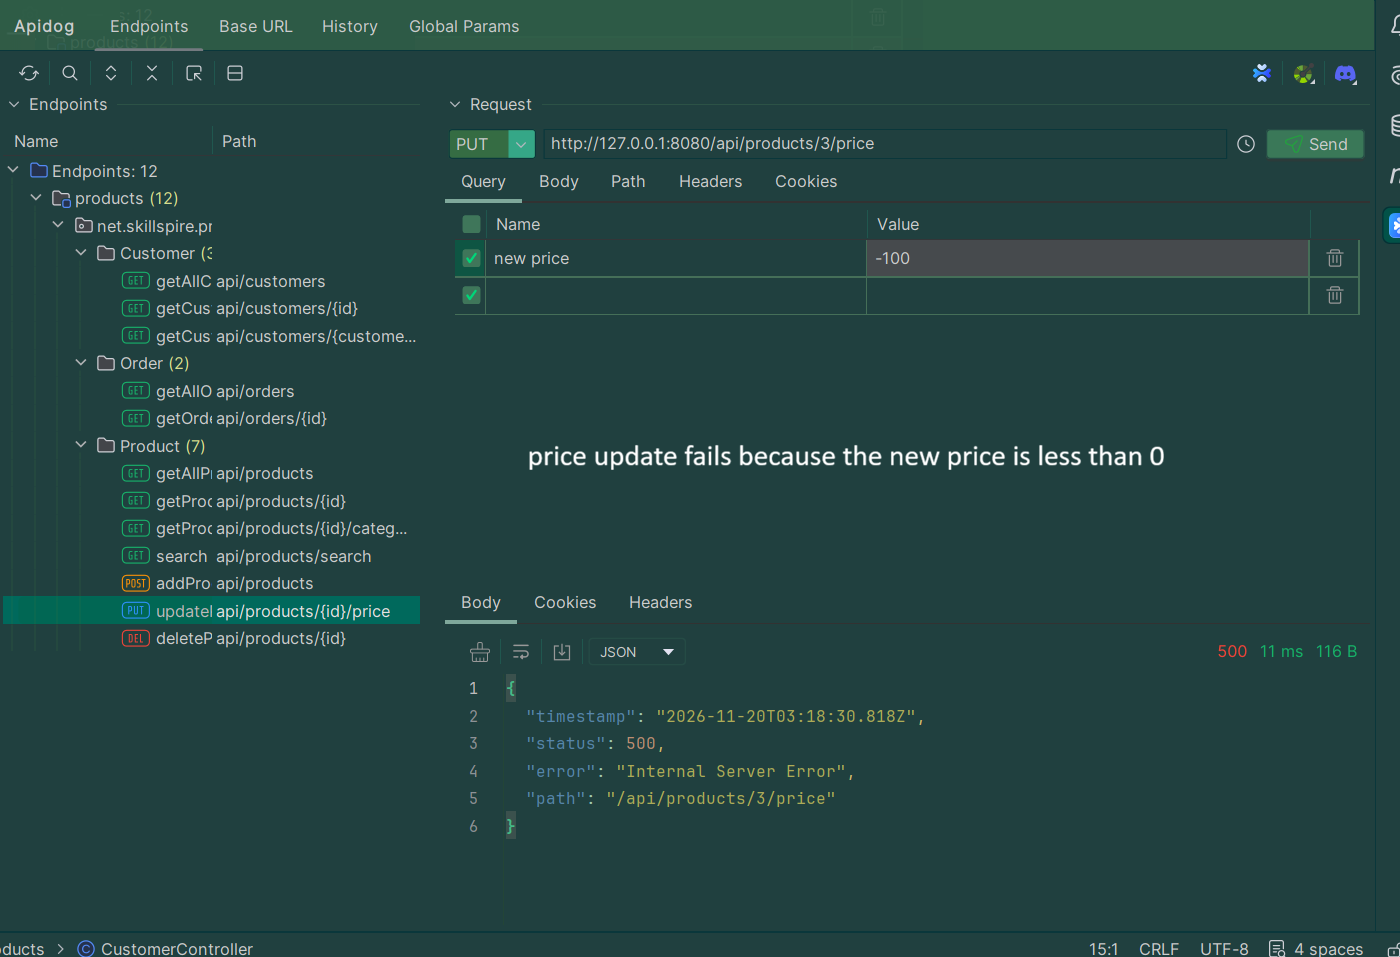 Apidog Endpoints Base URL History Global Params
Endpoints
Name Path
Endpoints: 12
products (12)
net.skillspire.pr
Customer (3
GET getAllC api/customers
GET getCus api/customers/{id}
GET getCus api/customers/{custome...
Order (2)
GET getAllO api/orders
GET getOrde api/orders/{id}
Product (7)
GET getAllPr api/products
GET getProc api/products/{id}
GET getProc api/products/{id}/categ...
GET search api/products/search
POST addPro api/products
PUT updateI api/products/{id}/price
DEL deleteP api/products/{id}
Request
PUT http://127.0.0.1:8080/api/products/3/price Send
Query Body Path Headers Cookies
Name Value
new price -100
price update fails because the new price is less than 0
Body Cookies Headers
JSON 500 11 ms 116 B
1 {
2 "timestamp": "2026-11-20T03:18:30.818Z",
3 "status": 500,
4 "error": "Internal Server Error",
5 "path": "/api/products/3/price"
6 }
oducts > CustomerController 15:1 CRLF UTF-8 4 spaces